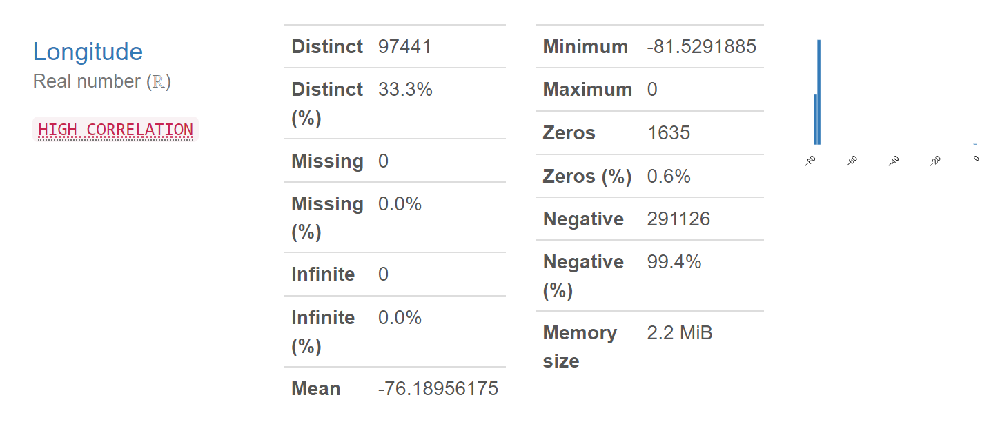 Longitude
Real number (ℝ)
HIGH CORRELATION
Distinct 97441
Distinct 33.3%
(%)
Missing 0
Missing 0.0%
(%)
Infinite 0
Infinite 0.0%
(%)
Mean -76.18956175
Minimum -81.5291885
Maximum 0
Zeros 1635
Zeros (%) 0.6%
Negative 291126
Negative 99.4%
(%)
Memory 2.2 MiB
size
-80 -60 -40 -20 0